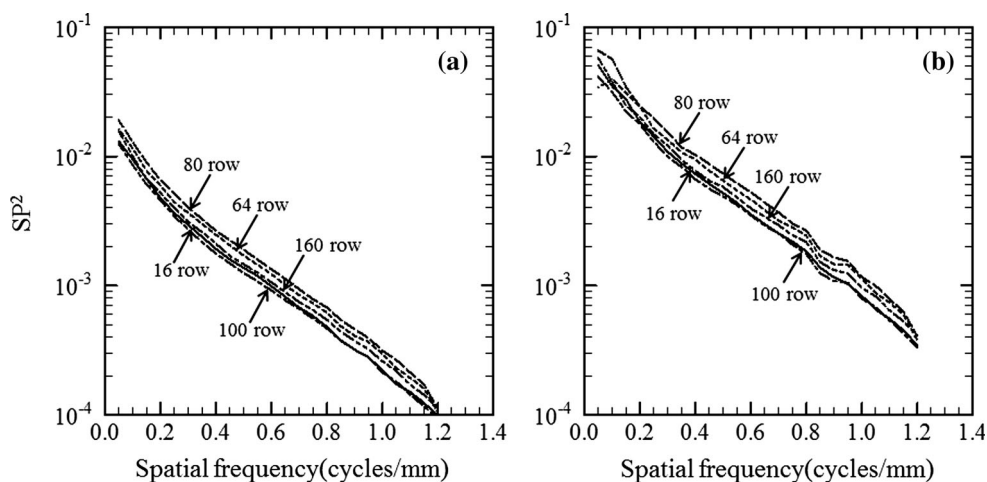 10⁻¹
10⁻²
10⁻³
10⁻⁴
SP²
(a)
80 row
64 row
160 row
16 row
100 row
0.0 0.2 0.4 0.6 0.8 1.0 1.2 1.4
Spatial frequency(cycles/mm)
10⁻¹
10⁻²
10⁻³
10⁻⁴
(b)
80 row
64 row
160 row
16 row
100 row
0.0 0.2 0.4 0.6 0.8 1.0 1.2 1.4
Spatial frequency(cycles/mm)